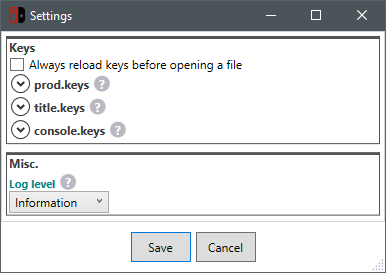 Settings
Keys
Always reload keys before opening a file
prod.keys ?
title.keys ?
console.keys ?
Misc.
Log level ?
Information
Save Cancel